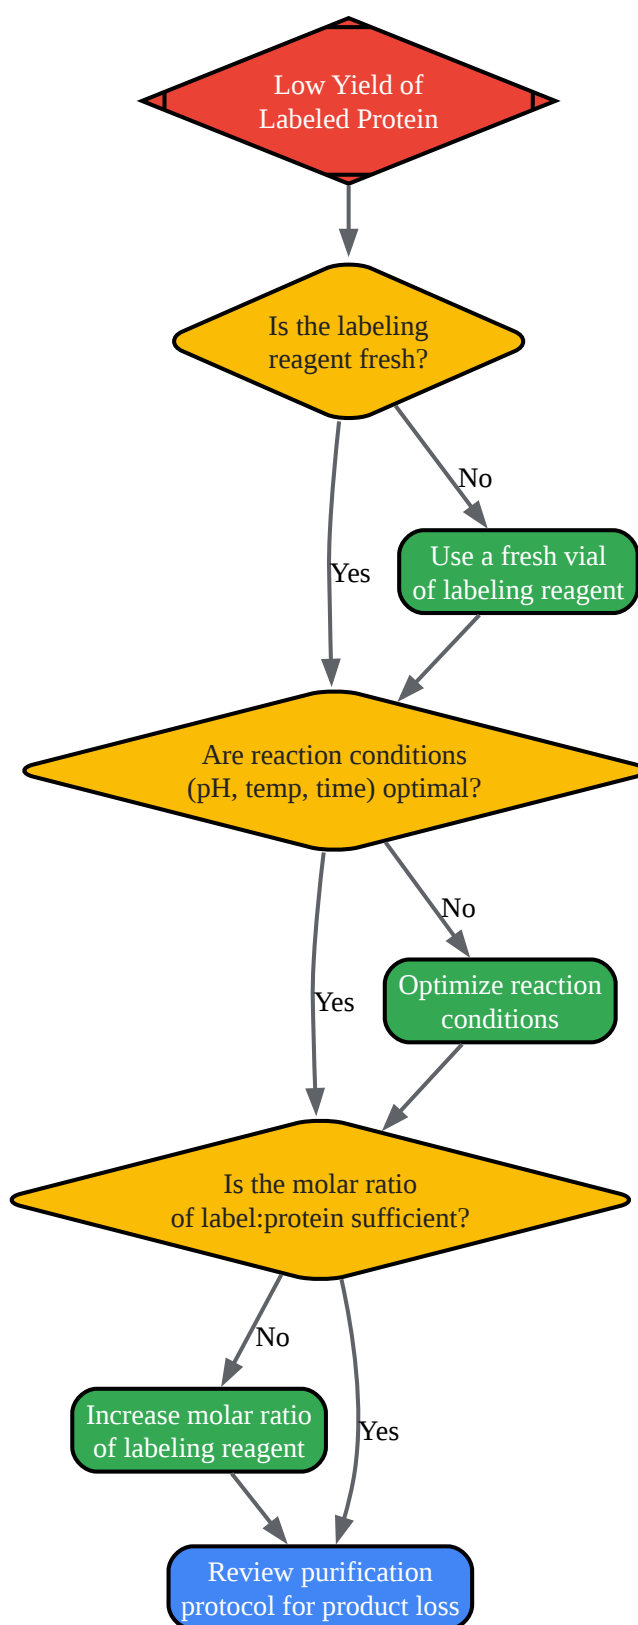 Low Yield of
Labeled Protein
Is the labeling
reagent fresh?
No
Yes
Use a fresh vial
of labeling reagent
Are reaction conditions
(pH, temp, time) optimal?
No
Yes
Optimize reaction
conditions
Is the molar ratio
of label:protein sufficient?
No
Yes
Increase molar ratio
of labeling reagent
Review purification
protocol for product loss